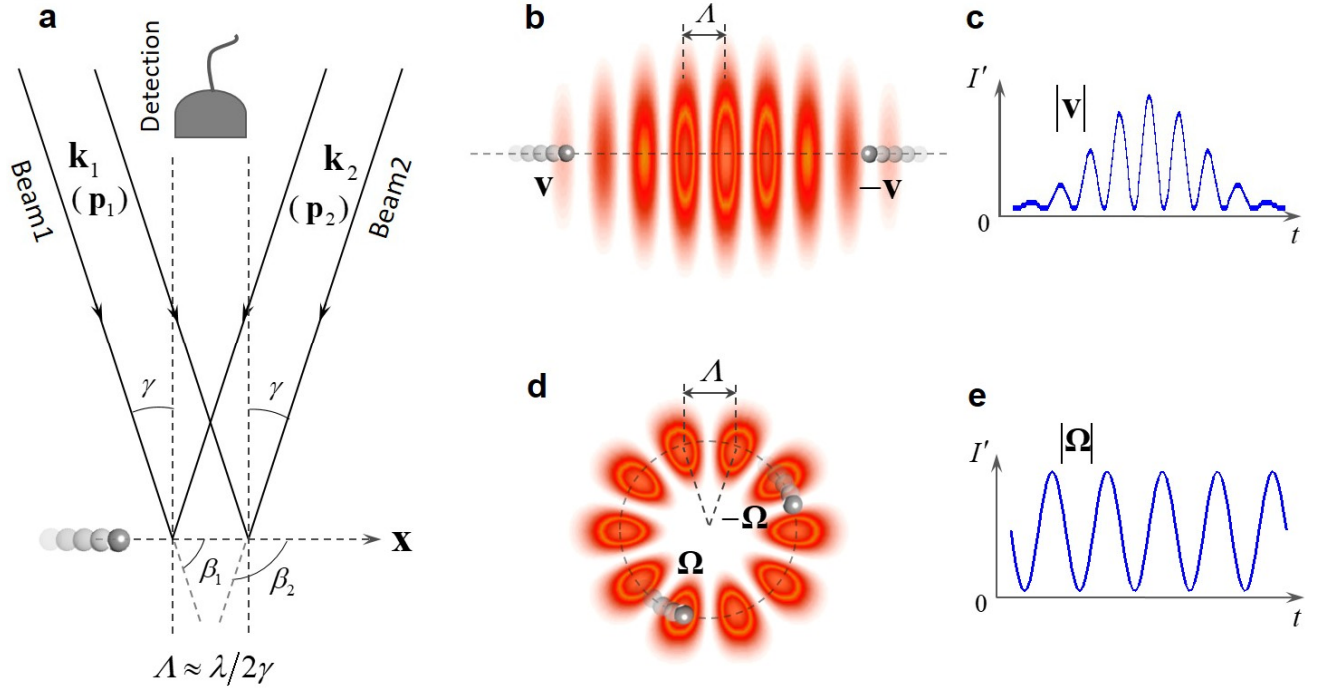 a
Detection
k₁
(p₁)
Beam1
k₂
(p₂)
Beam2
γ
γ
x
β₁
β₂
Λ ≈ λ/2γ
b
Λ
v
−v
c
I′
|v|
0
t
d
Λ
−Ω
Ω
e
I′
|Ω|
0
t